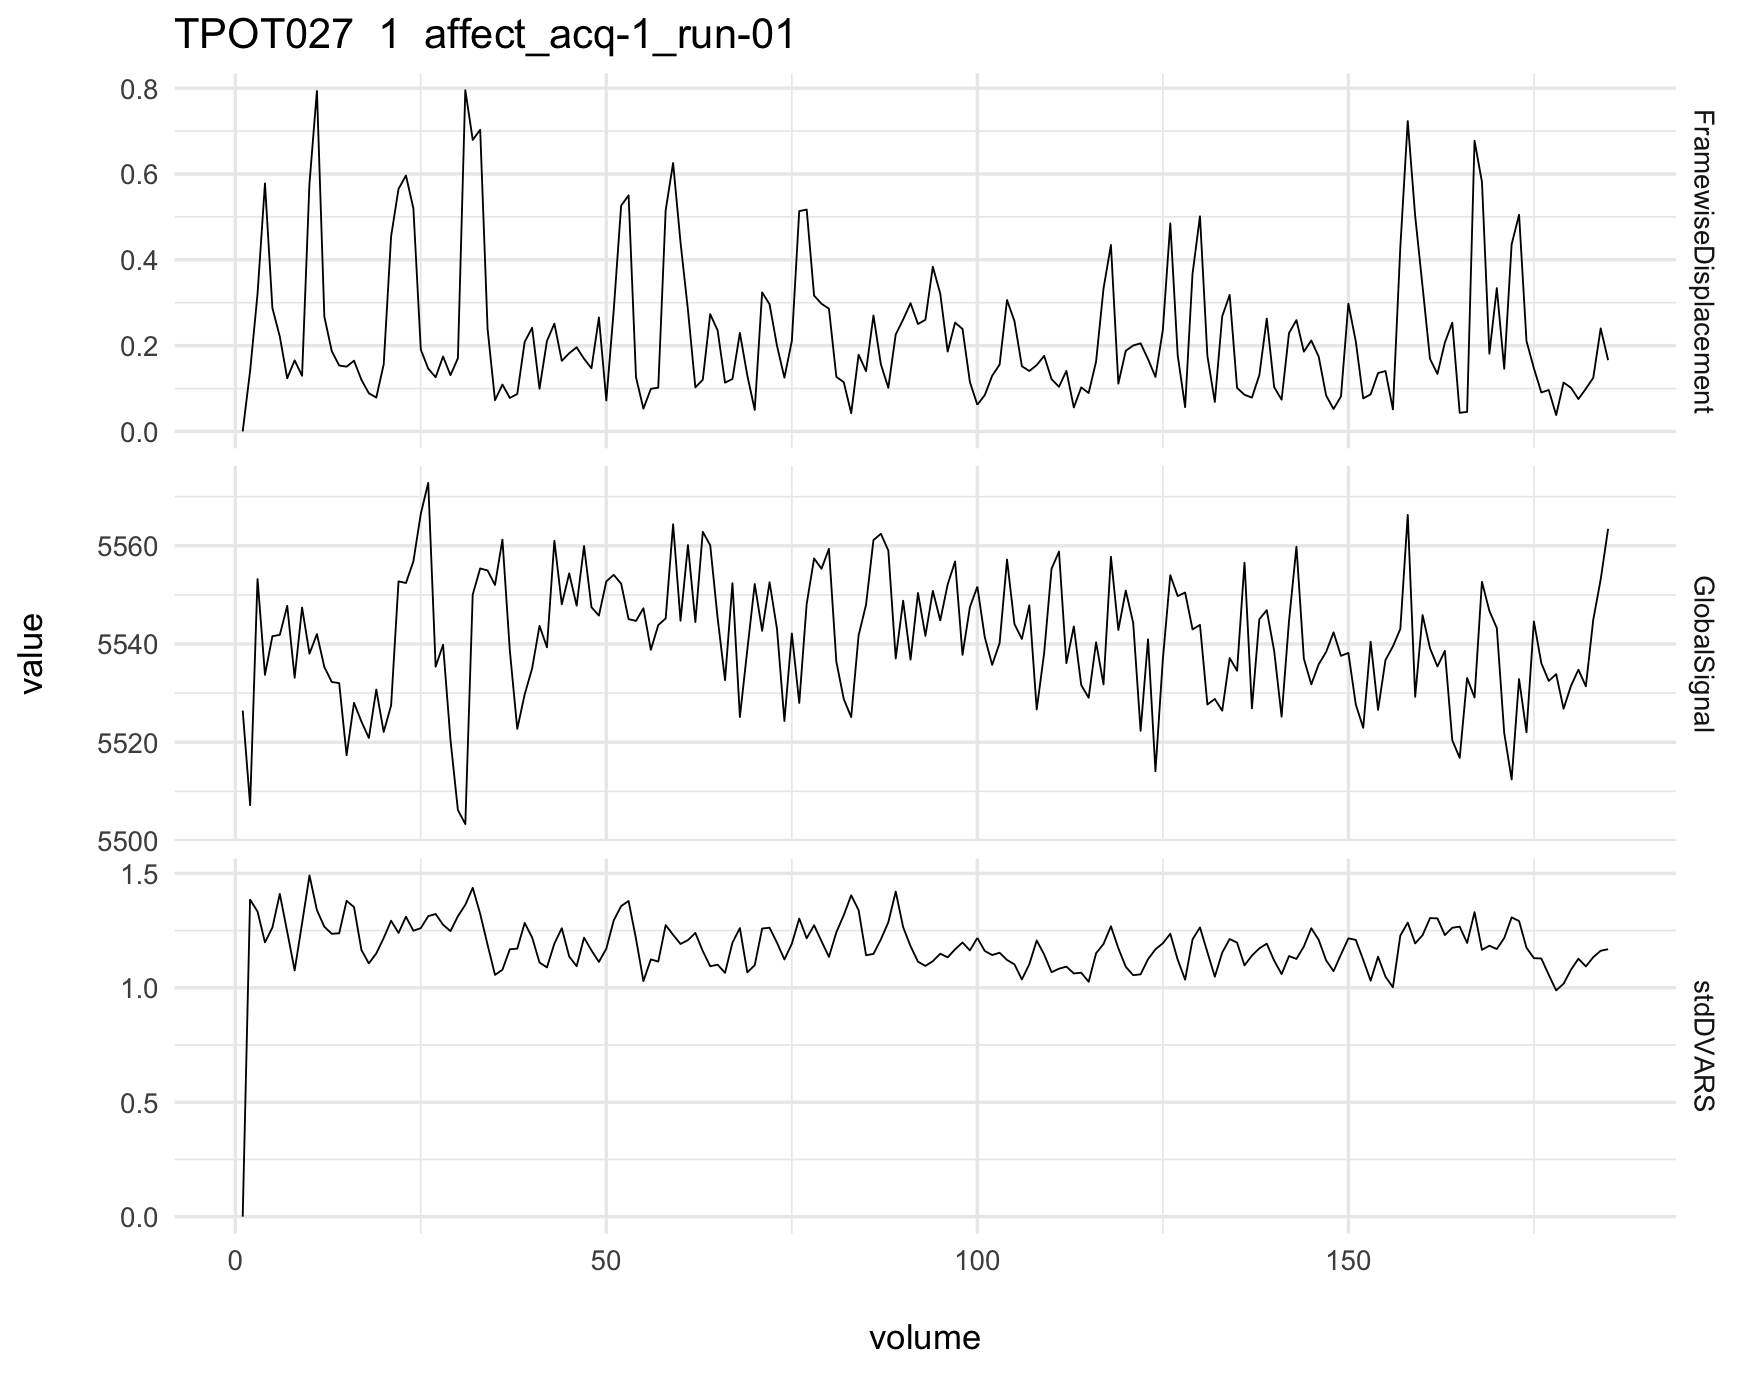 TPOT027 1 affect_acq-1_run-01
0.8
0.6
0.4
0.2
0.0
FramewiseDisplacement
5560
5540
5520
5500
GlobalSignal
1.5
1.0
0.5
0.0
stdDVARS
value
0 50 100 150
volume